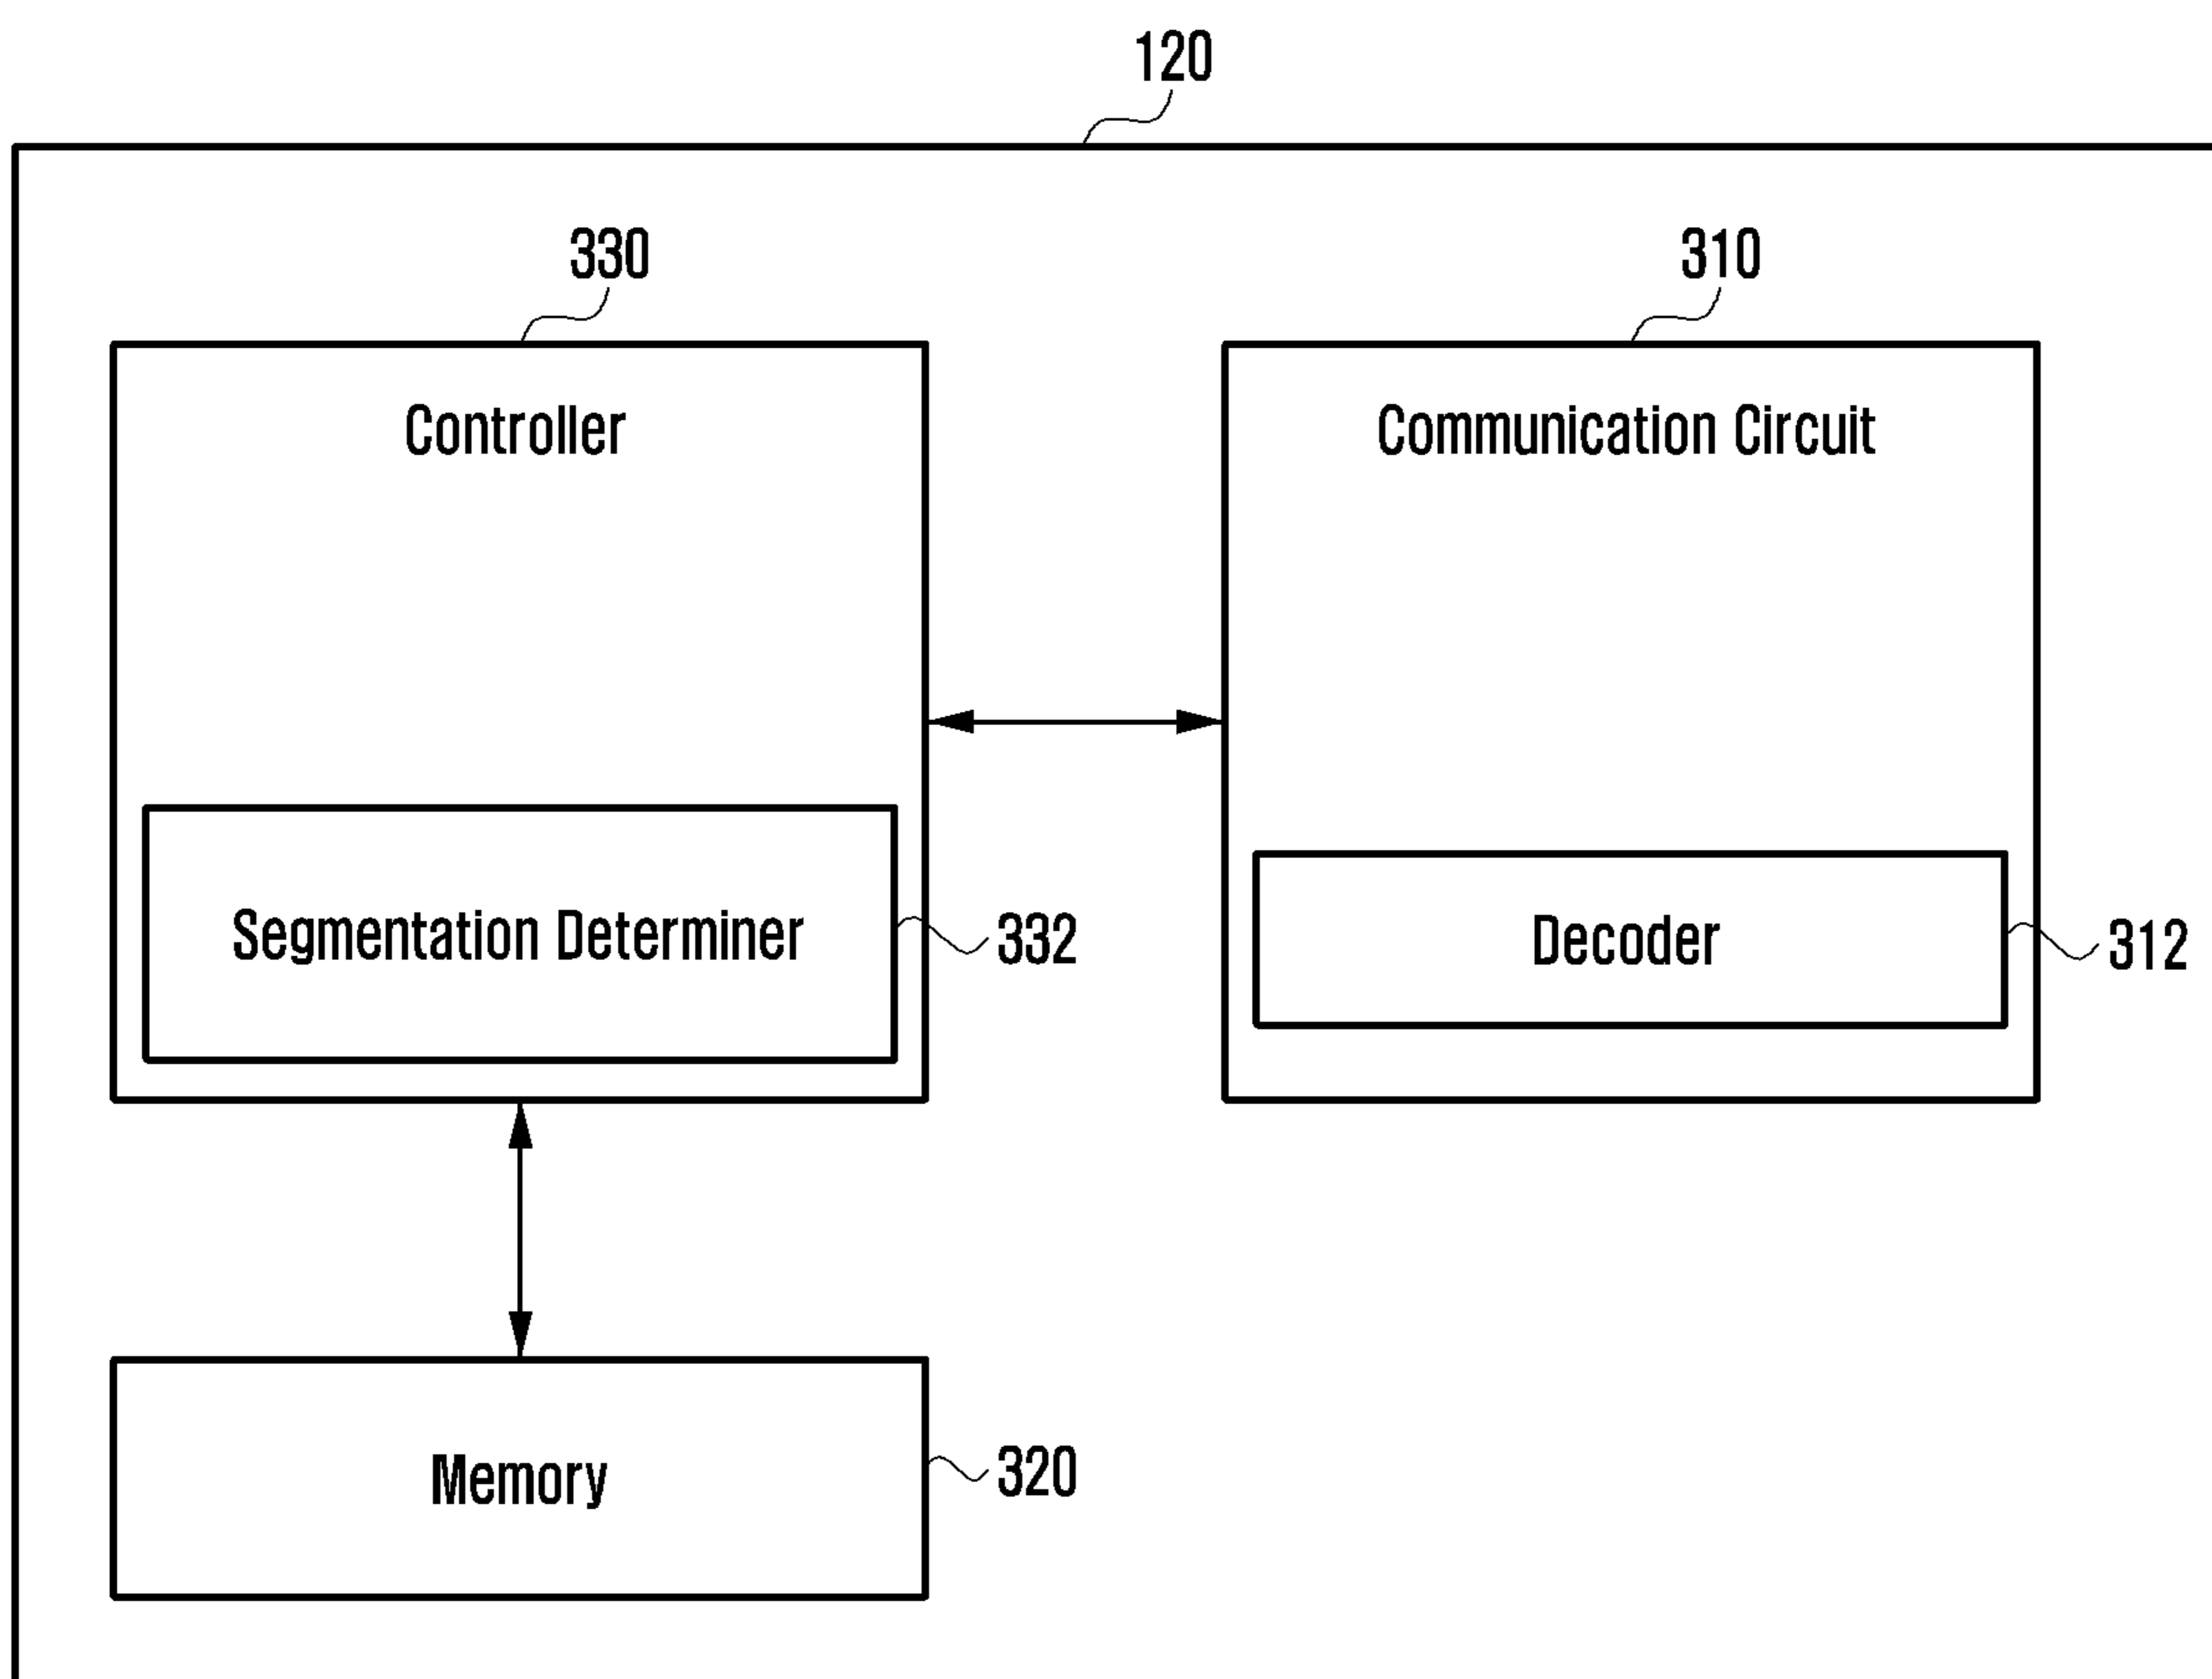 120
330
310
Controller
Communication Circuit
Segmentation Determiner
332
Decoder
312
Memory
320